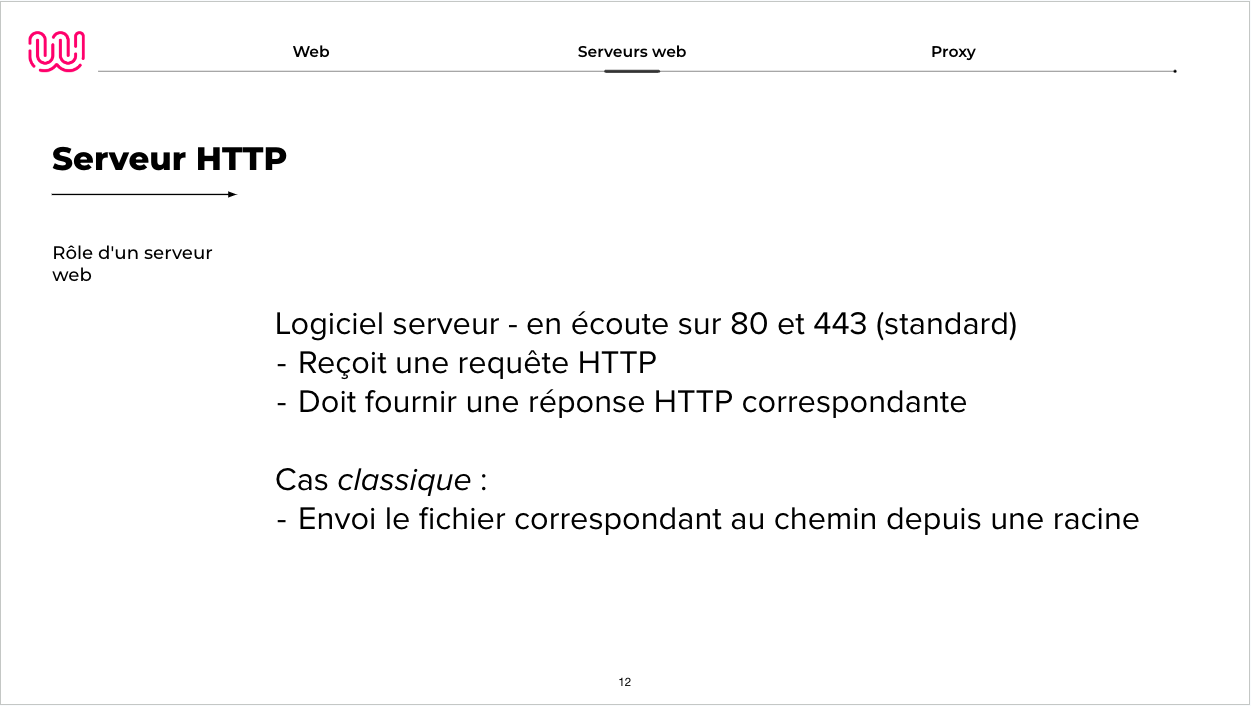 Web
Serveurs web
Proxy
Serveur HTTP
Rôle d'un serveur
web
Logiciel serveur - en écoute sur 80 et 443 (standard)
- Reçoit une requête HTTP
- Doit fournir une réponse HTTP correspondante
Cas classique :
- Envoi le fichier correspondant au chemin depuis une racine
12